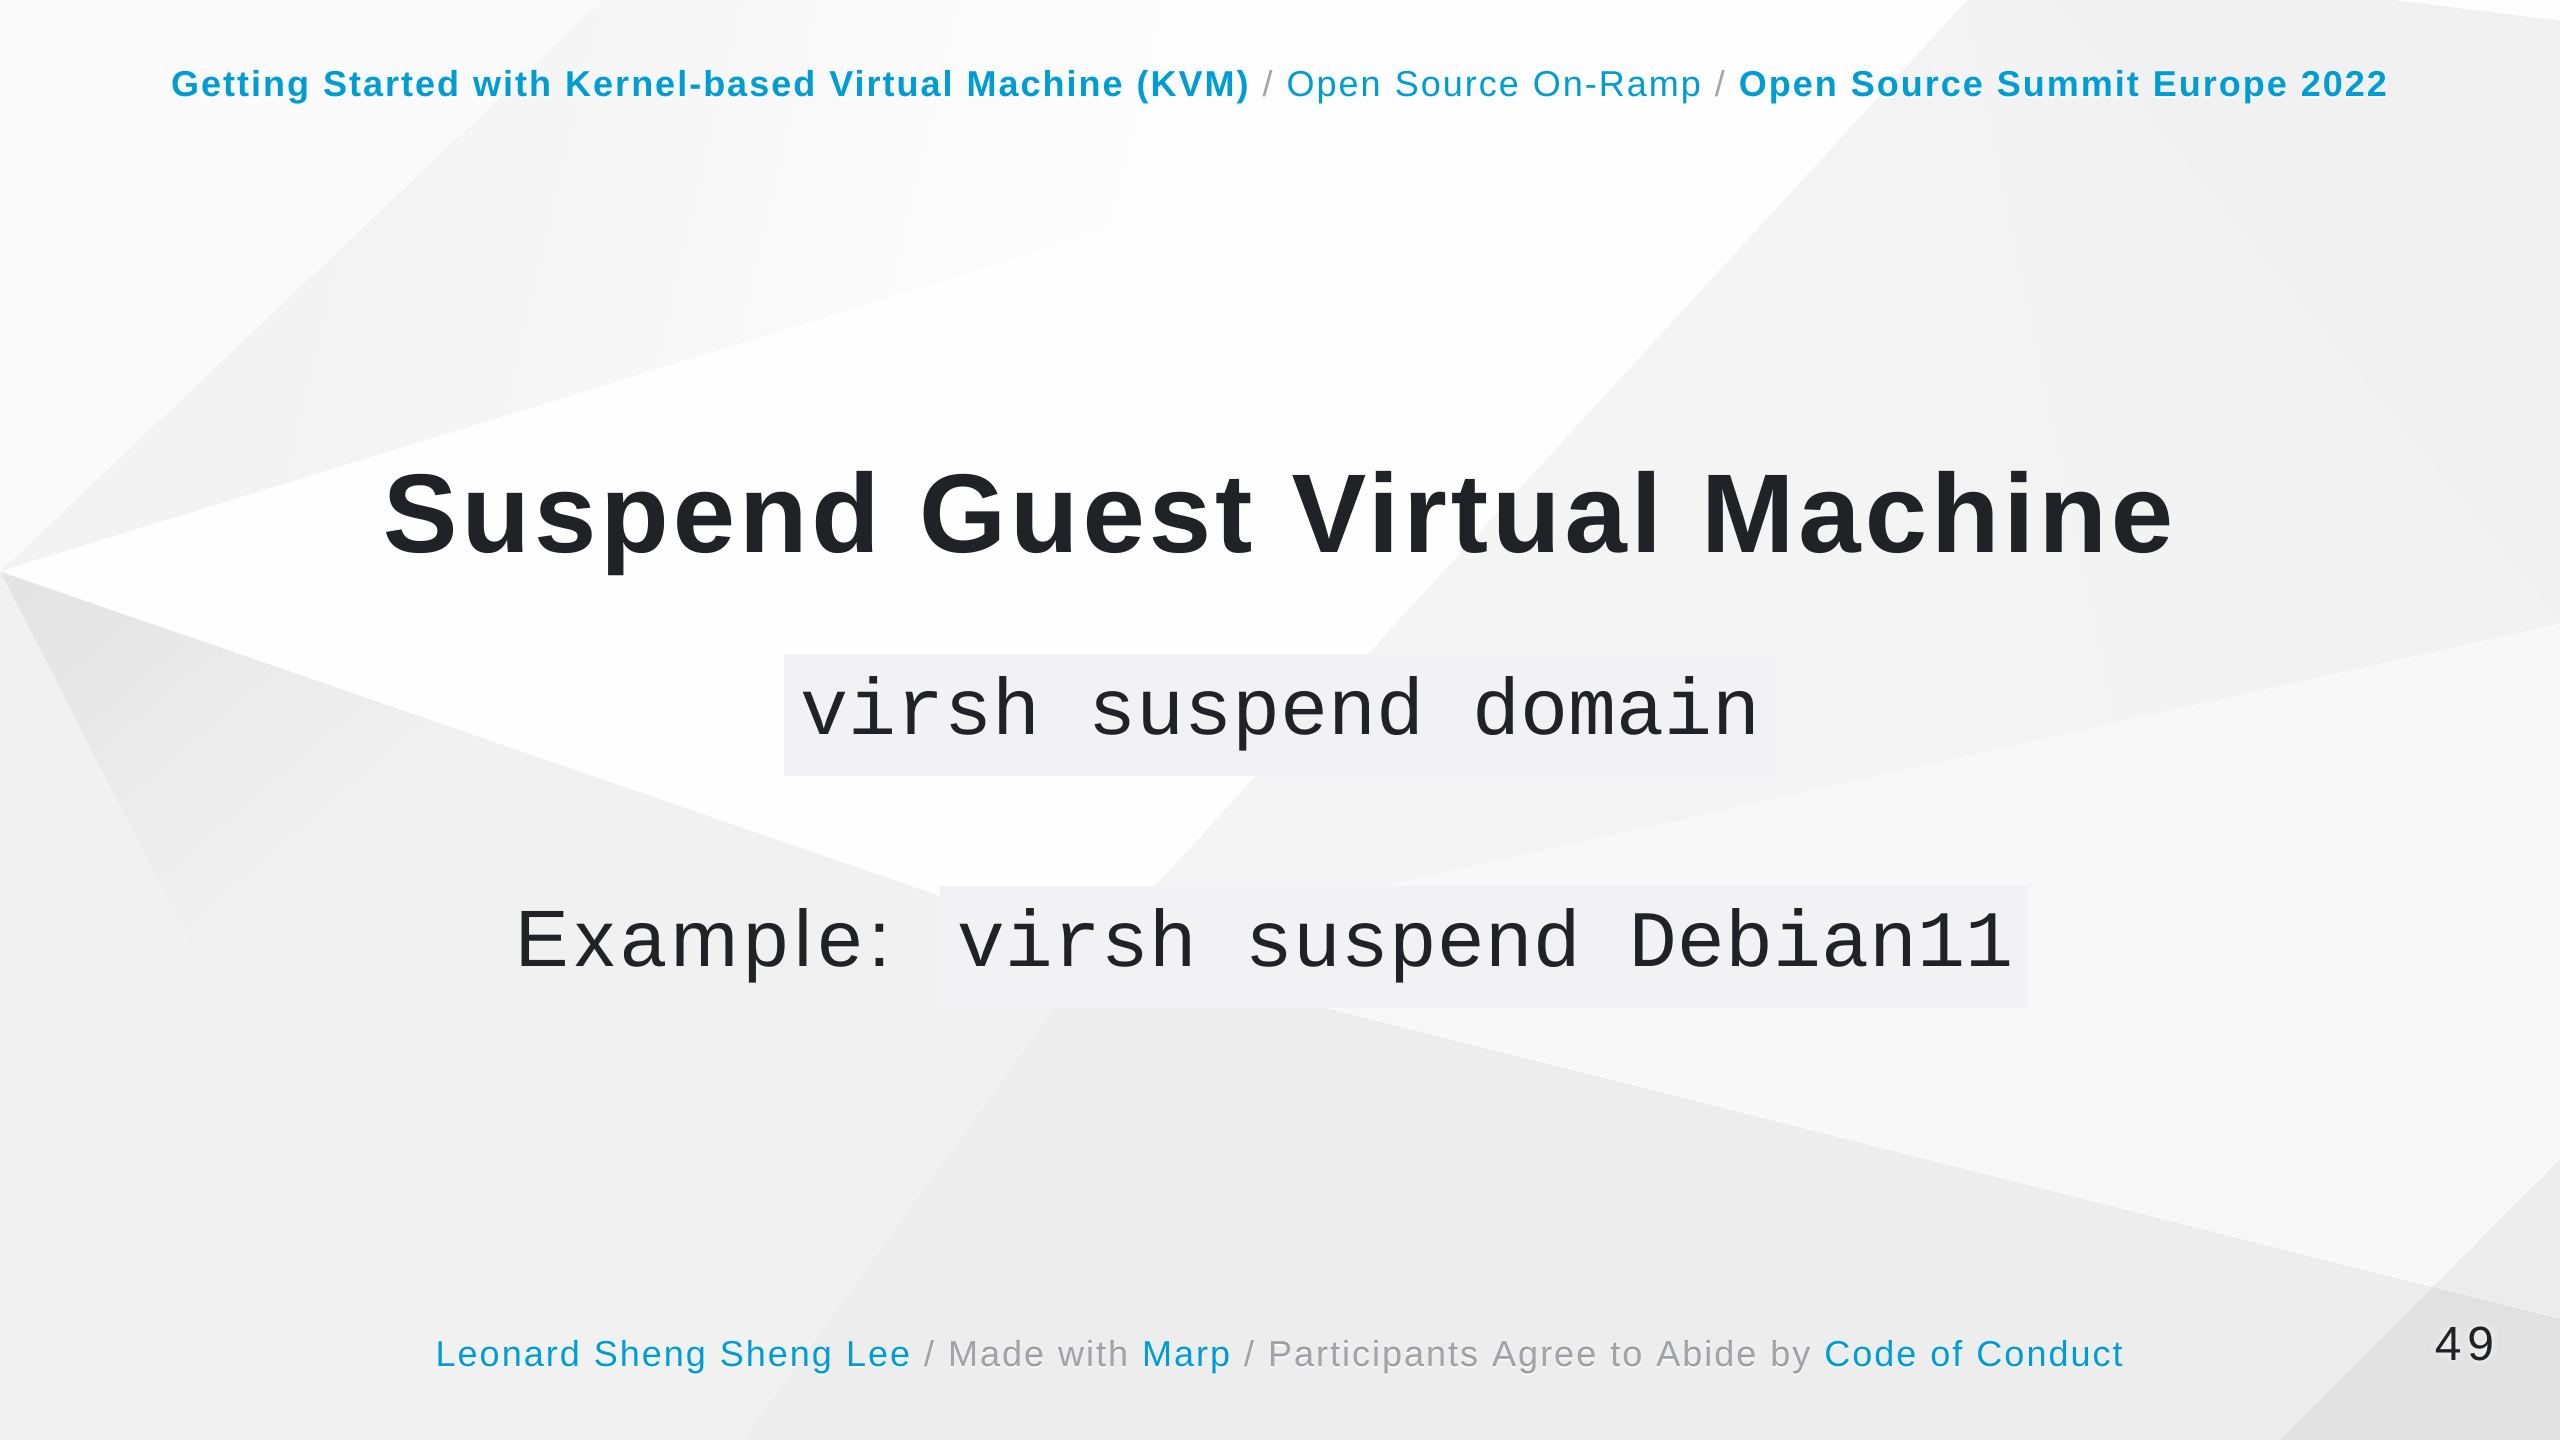 Getting Started with Kernel-based Virtual Machine (KVM) / Open Source On-Ramp / Open Source Summit Europe 2022
Suspend Guest Virtual Machine
virsh suspend domain
Example: virsh suspend Debian11
Leonard Sheng Sheng Lee / Made with Marp / Participants Agree to Abide by Code of Conduct
49